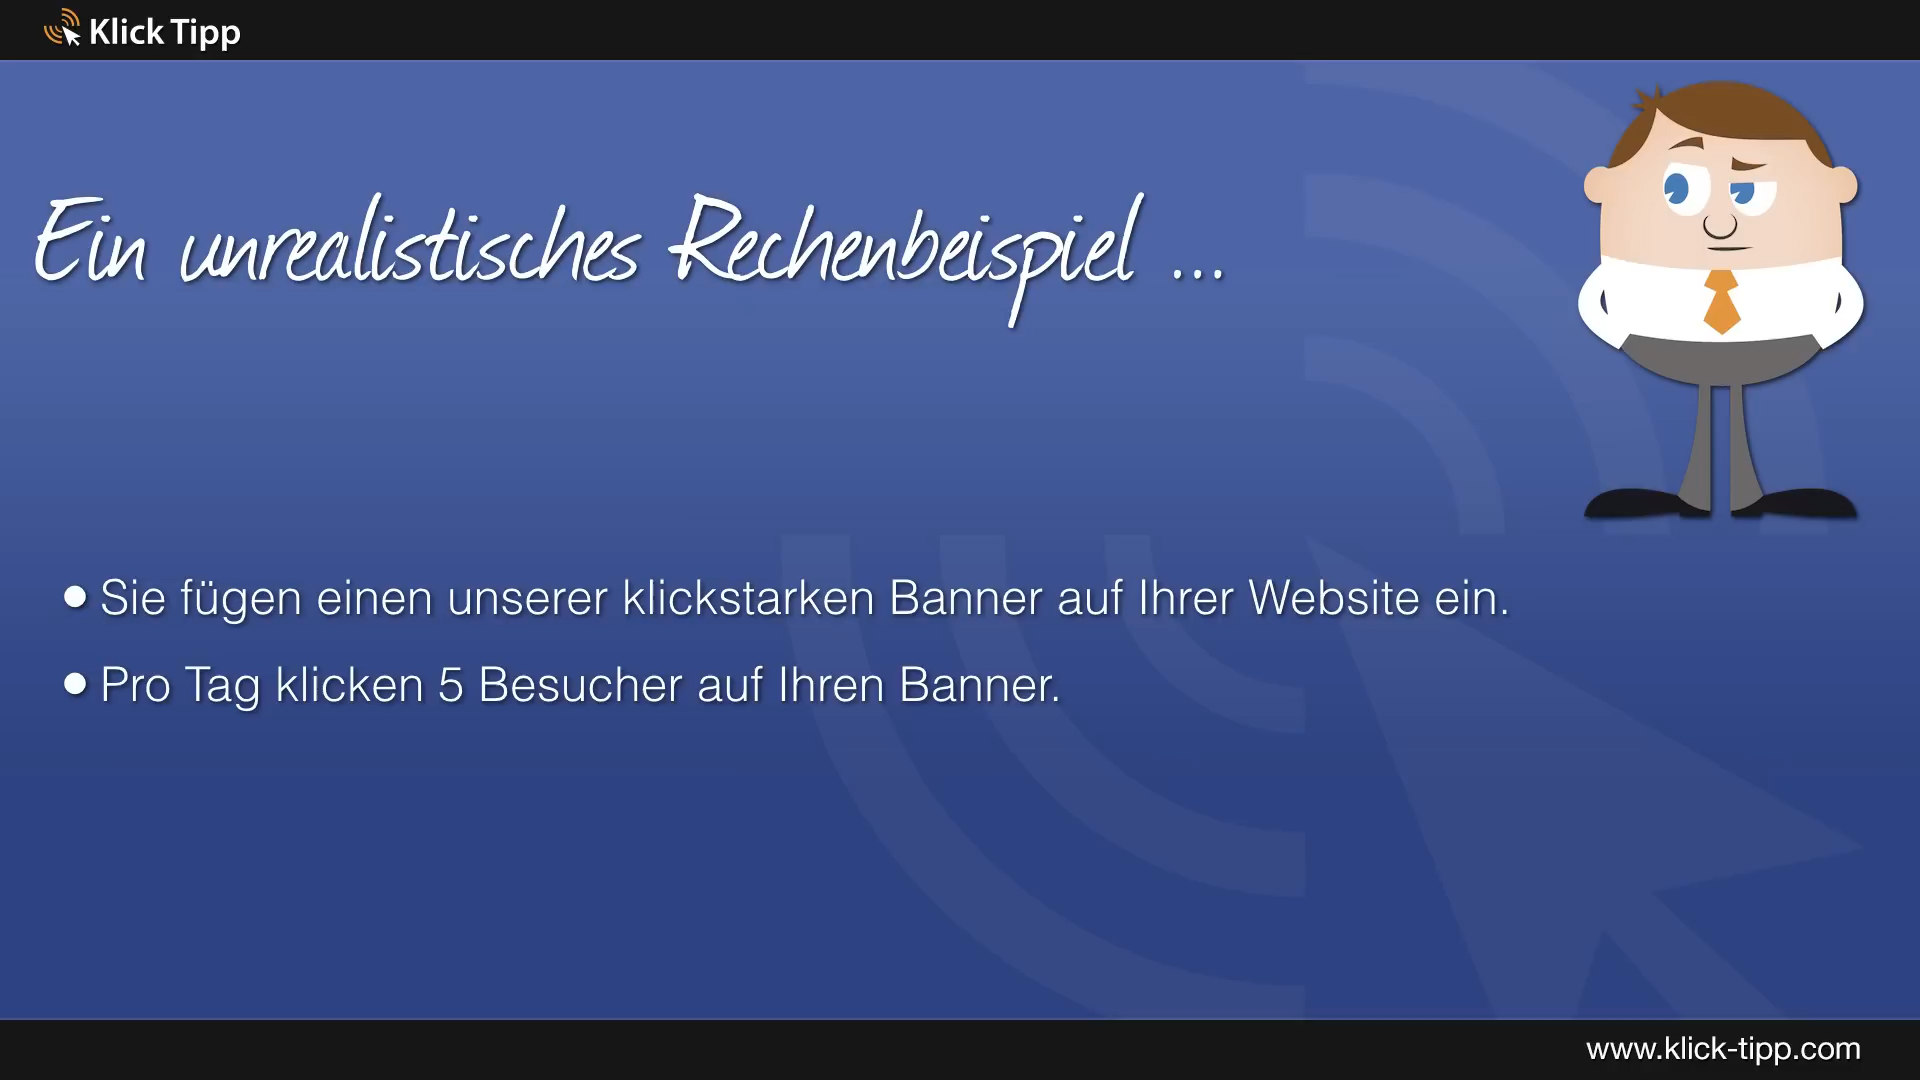 Klick Tipp
Ein unrealistisches Rechenbeispiel ...
• Sie fügen einen unserer klickstarken Banner auf Ihrer Website ein.
• Pro Tag klicken 5 Besucher auf Ihren Banner.
www.klick-tipp.com